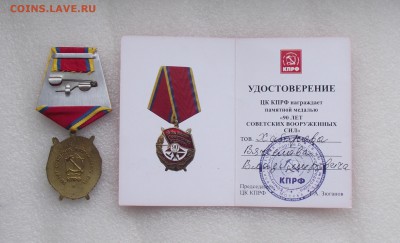 COINS.LAVE.RU
КПРФ
УДОСТОВЕРЕНИЕ
ЦК КПРФ награждает
памятной медалью
«90 ЛЕТ
СОВЕТСКИХ ВООРУЖЕННЫХ
СИЛ»
ТОВ.
Владимировича
КПРФ
Председатель
ЦК КПРФ Г.А. Зюганов